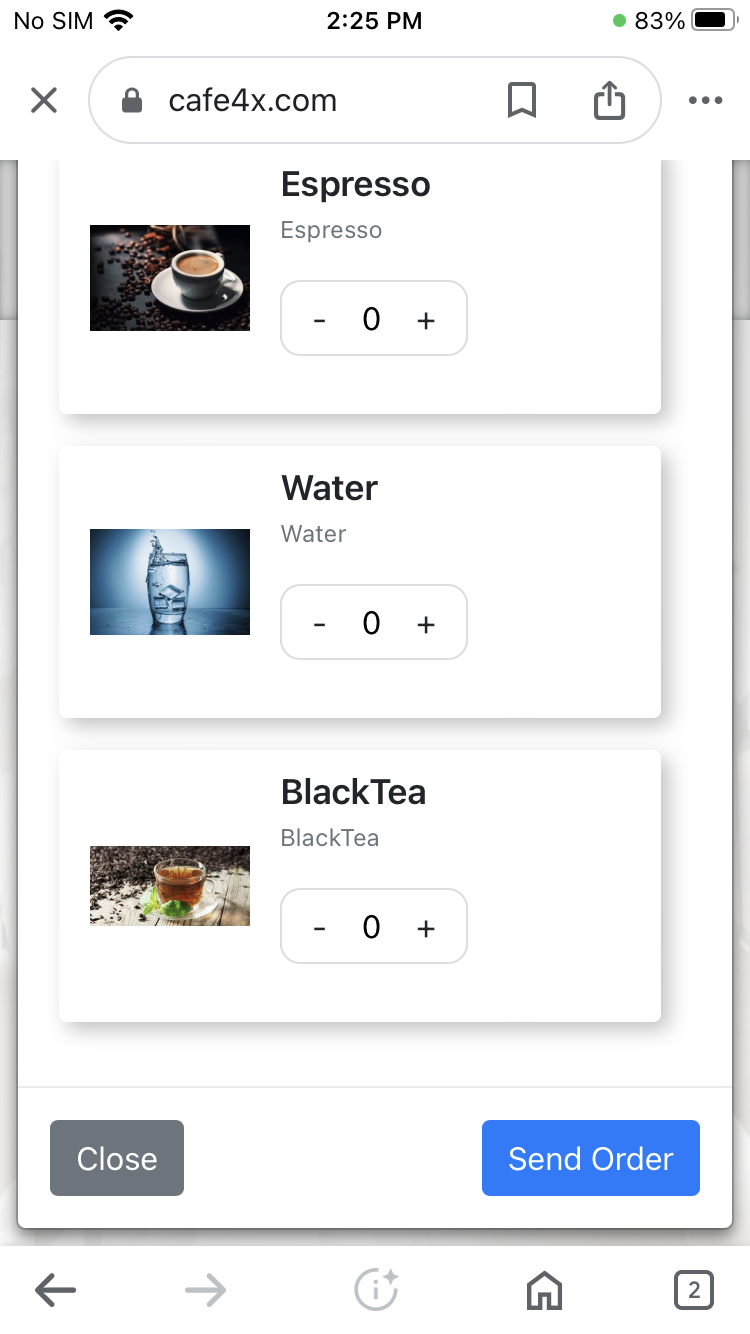 No SIM 2:25 PM 83%
cafe4x.com
Espresso
Espresso
- 0 +
Water
Water
- 0 +
BlackTea
BlackTea
- 0 +
Close Send Order
2